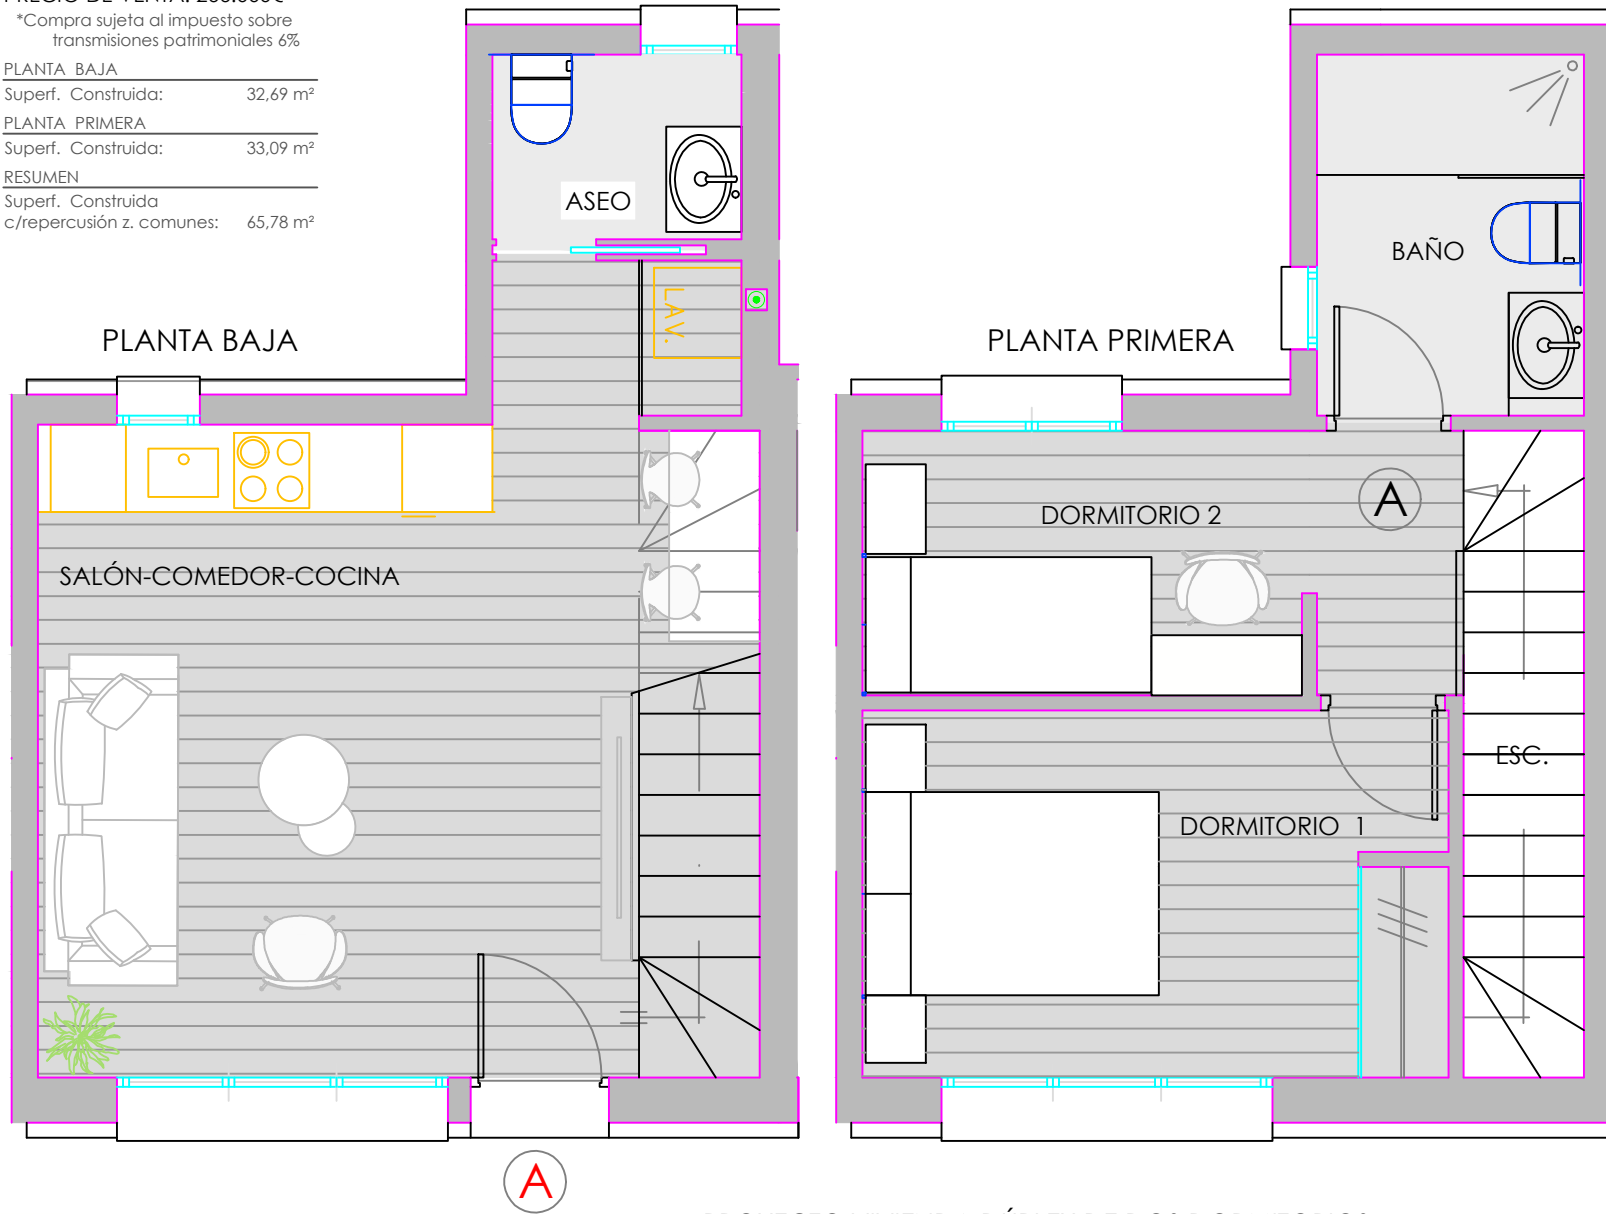 *Compra sujeta al impuesto sobre
transmisiones patrimoniales 6%
PLANTA BAJA
Superf. Construida: 32,69 m²
PLANTA PRIMERA
Superf. Construida: 33,09 m²
RESUMEN
Superf. Construida
c/repercusión z. comunes: 65,78 m²
PLANTA BAJA
ASEO
LAV.
SALÓN-COMEDOR-COCINA
A
PLANTA PRIMERA
BAÑO
DORMITORIO 2
A
ESC.
DORMITORIO 1